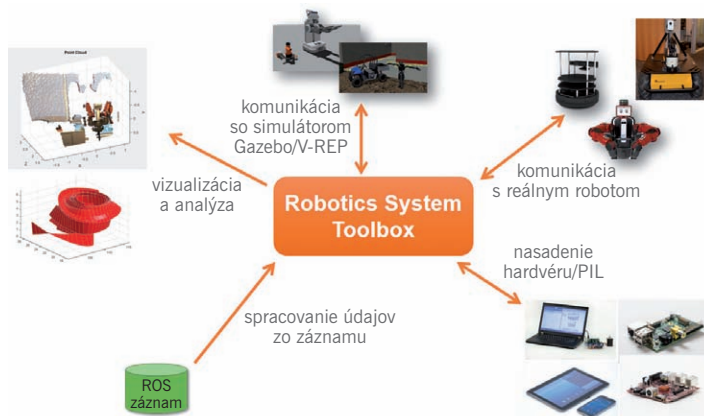 Point Cloud
komunikácia
so simulátorom
Gazebo/V-REP
komunikácia
s reálnym robotom
vizualizácia
a analýza
Robotics System
Toolbox
nasadenie
hardvéru/PIL
spracovanie údajov
zo záznamu
ROS
záznam